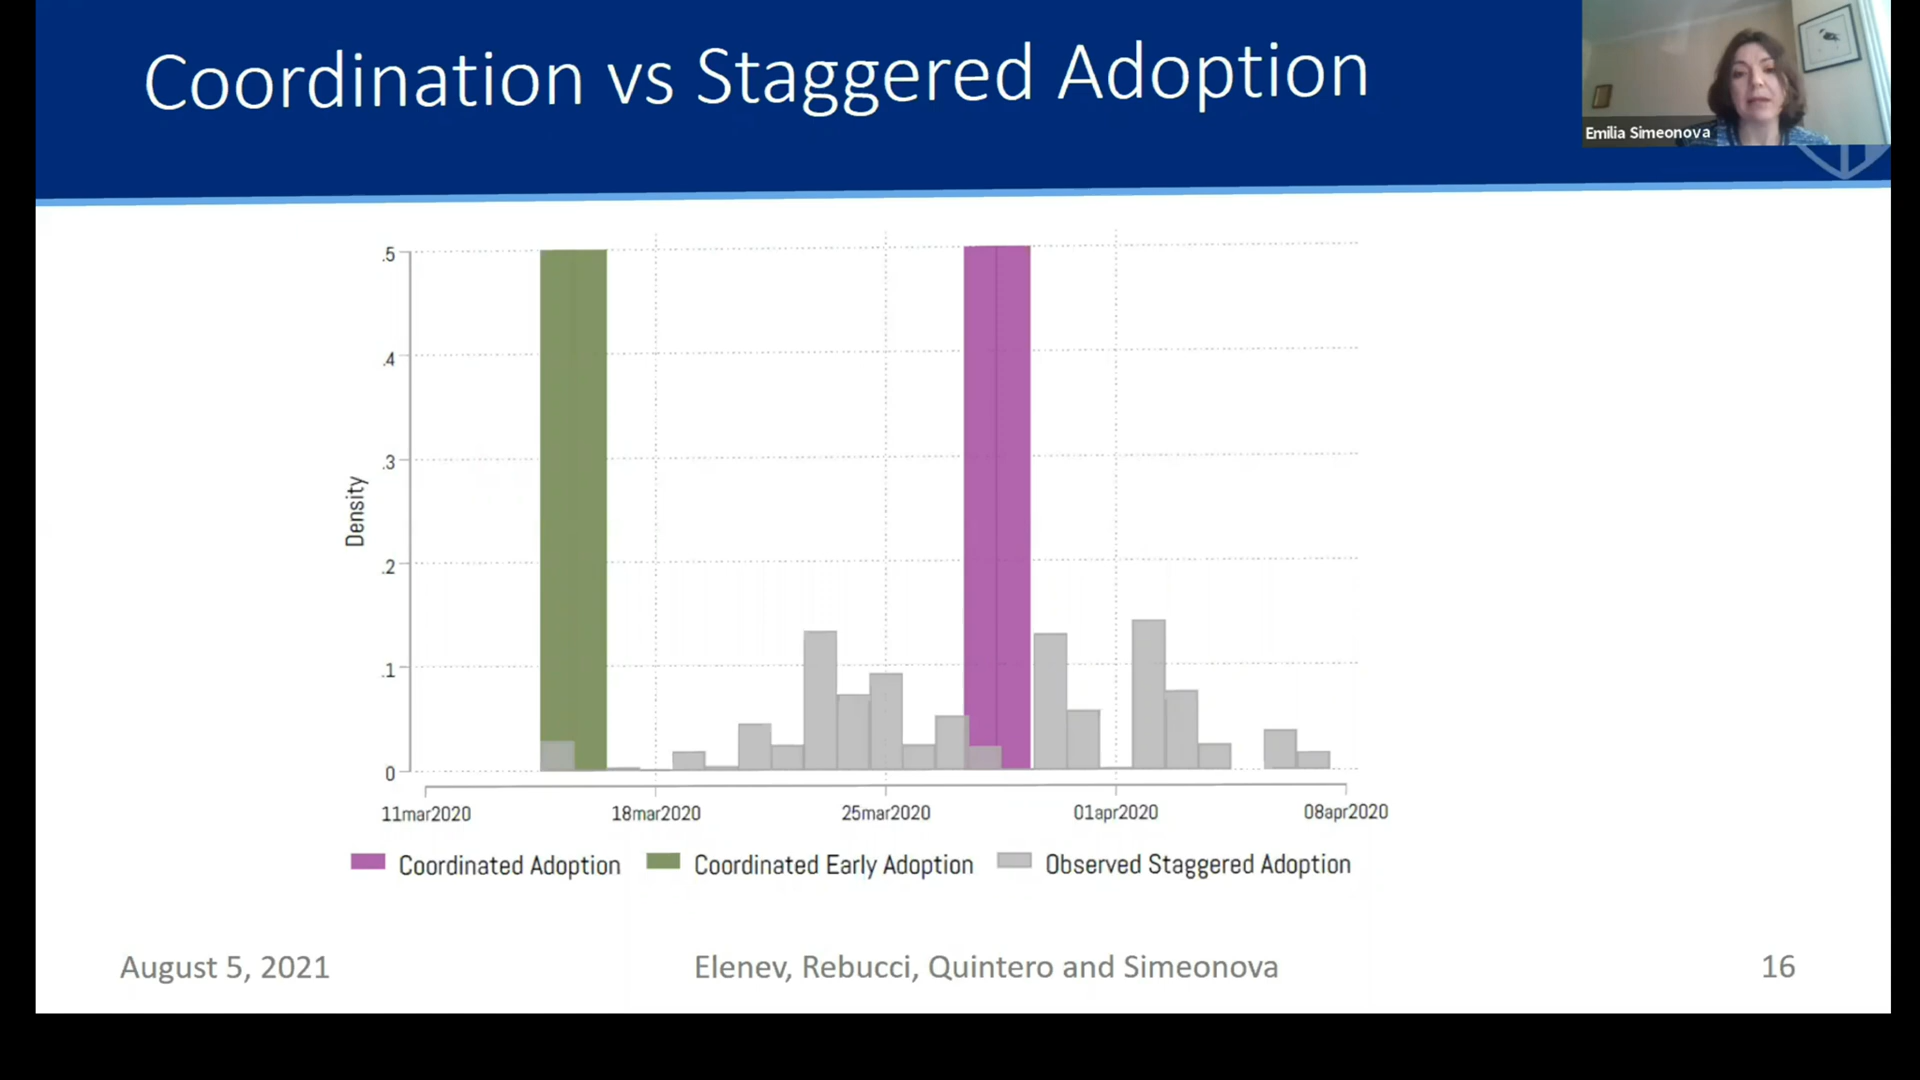 Coordination vs Staggered Adoption
Emilia Simeonova
.5
.4
.3
.2
.1
0
Density
11mar2020 18mar2020 25mar2020 01apr2020 08apr2020
Coordinated Adoption Coordinated Early Adoption Observed Staggered Adoption
August 5, 2021 Elenev, Rebucci, Quintero and Simeonova 16